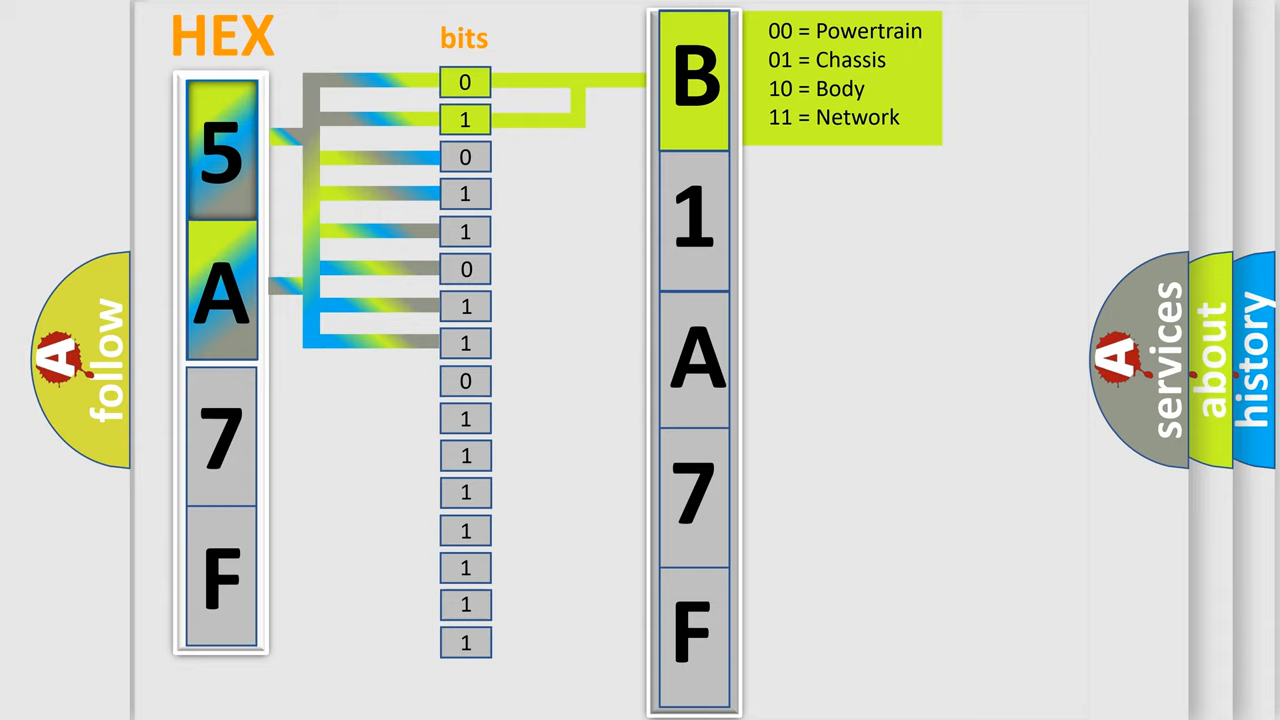 HEX
bits
5
A
7
F
0
1
0
1
1
0
1
1
0
1
1
1
1
1
1
1
B
1
A
7
F
00 = Powertrain
01 = Chassis
10 = Body
11 = Network
A
follow
A
services
about
history